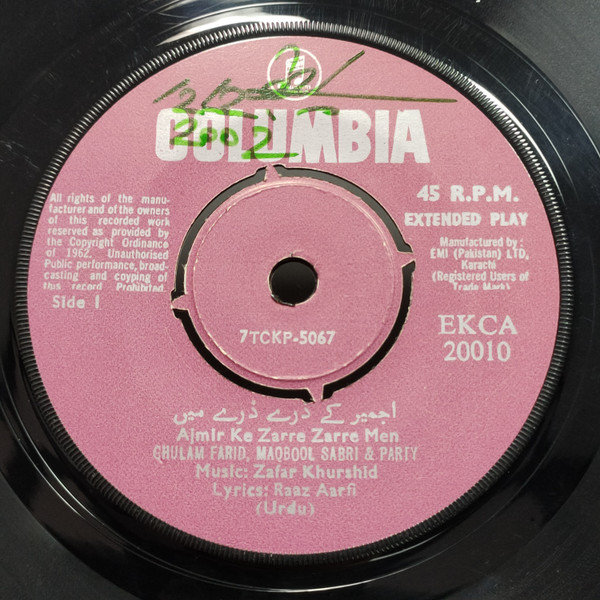 2002
COLUMBIA
45 R.P.M.
EXTENDED PLAY
All rights of the manu-
facturer and of the owners
of this recorded work
reserved as provided by
the Copyright Ordinance
of 1962. Unauthorised
Public performance, broad-
casting and copying of
this record Prohibited.
Side 1
Manufactured by:
EMI (Pakistan) LTD,
Karachi
(Registered Users of
Trade Mark)
EKCA
20010
7TCKP-5067
اجمیر کے ذرے ذرے میں
Ajmir Ke Zarre Zarre Men
GHULAM FARID, MAQBOOL SABRI & PARTY
Music: Zafar Khurshid
Lyrics: Raaz Aarfi
(Urdu)